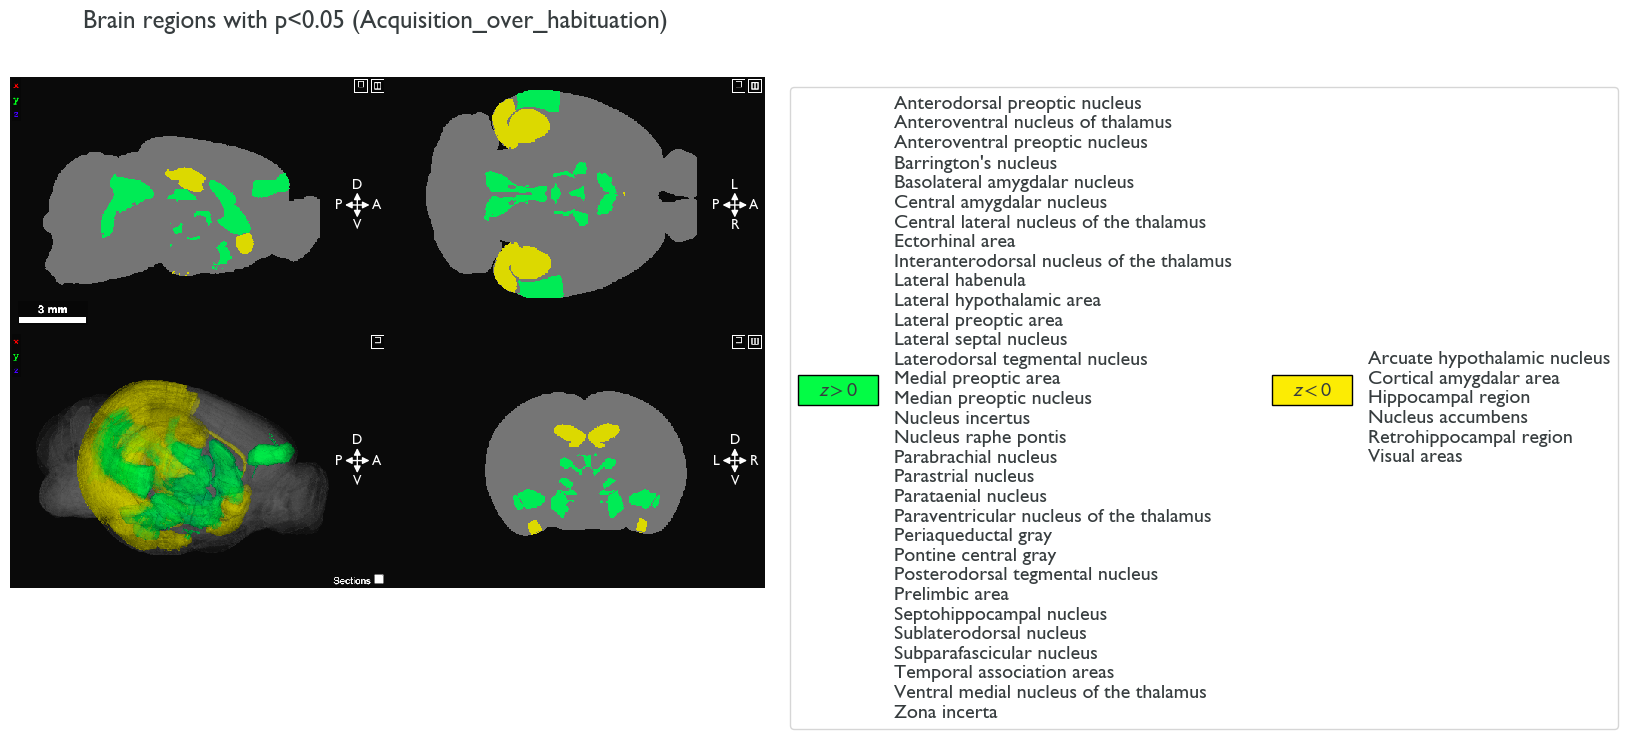 Brain regions with p<0.05 (Acquisition_over_habituation)
x
y
z
D
P A
V
3 mm
L
P A
R
x
y
z
D
P A
V
Sections
D
L R
V
z > 0
Anterodorsal preoptic nucleus
Anteroventral nucleus of thalamus
Anteroventral preoptic nucleus
Barrington's nucleus
Basolateral amygdalar nucleus
Central amygdalar nucleus
Central lateral nucleus of the thalamus
Ectorhinal area
Interanterodorsal nucleus of the thalamus
Lateral habenula
Lateral hypothalamic area
Lateral preoptic area
Lateral septal nucleus
Laterodorsal tegmental nucleus
Medial preoptic area
Median preoptic nucleus
Nucleus incertus
Nucleus raphe pontis
Parabrachial nucleus
Parastrial nucleus
Parataenial nucleus
Paraventricular nucleus of the thalamus
Periaqueductal gray
Pontine central gray
Posterodorsal tegmental nucleus
Prelimbic area
Septohippocampal nucleus
Sublaterodorsal nucleus
Subparafascicular nucleus
Temporal association areas
Ventral medial nucleus of the thalamus
Zona incerta
z < 0
Arcuate hypothalamic nucleus
Cortical amygdalar area
Hippocampal region
Nucleus accumbens
Retrohippocampal region
Visual areas